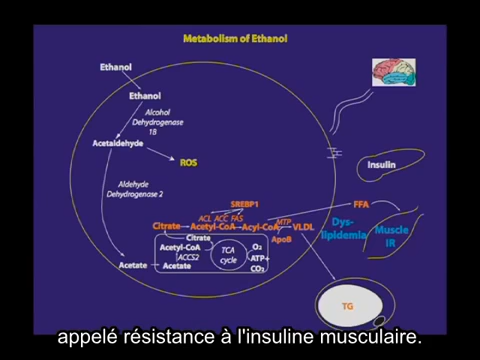 Metabolism of Ethanol
Ethanol
Ethanol
Alcohol
Dehydrogenase
1B
Acetaldehyde
ROS
Insulin
Aldehyde
Dehydrogenase 2
SREBP1
ACL ACC FAS
MTP
FFA
Citrate
Acetyl-CoA
Acyl-CoA
VLDL
ApoB
Dys-
lipidemia
Muscle
IR
Citrate
Acetyl-CoA
ACCS2
TCA
cycle
O2
ATP+
CO2
Acetate
Acetate
TG
appelé résistance à l'insuline musculaire.